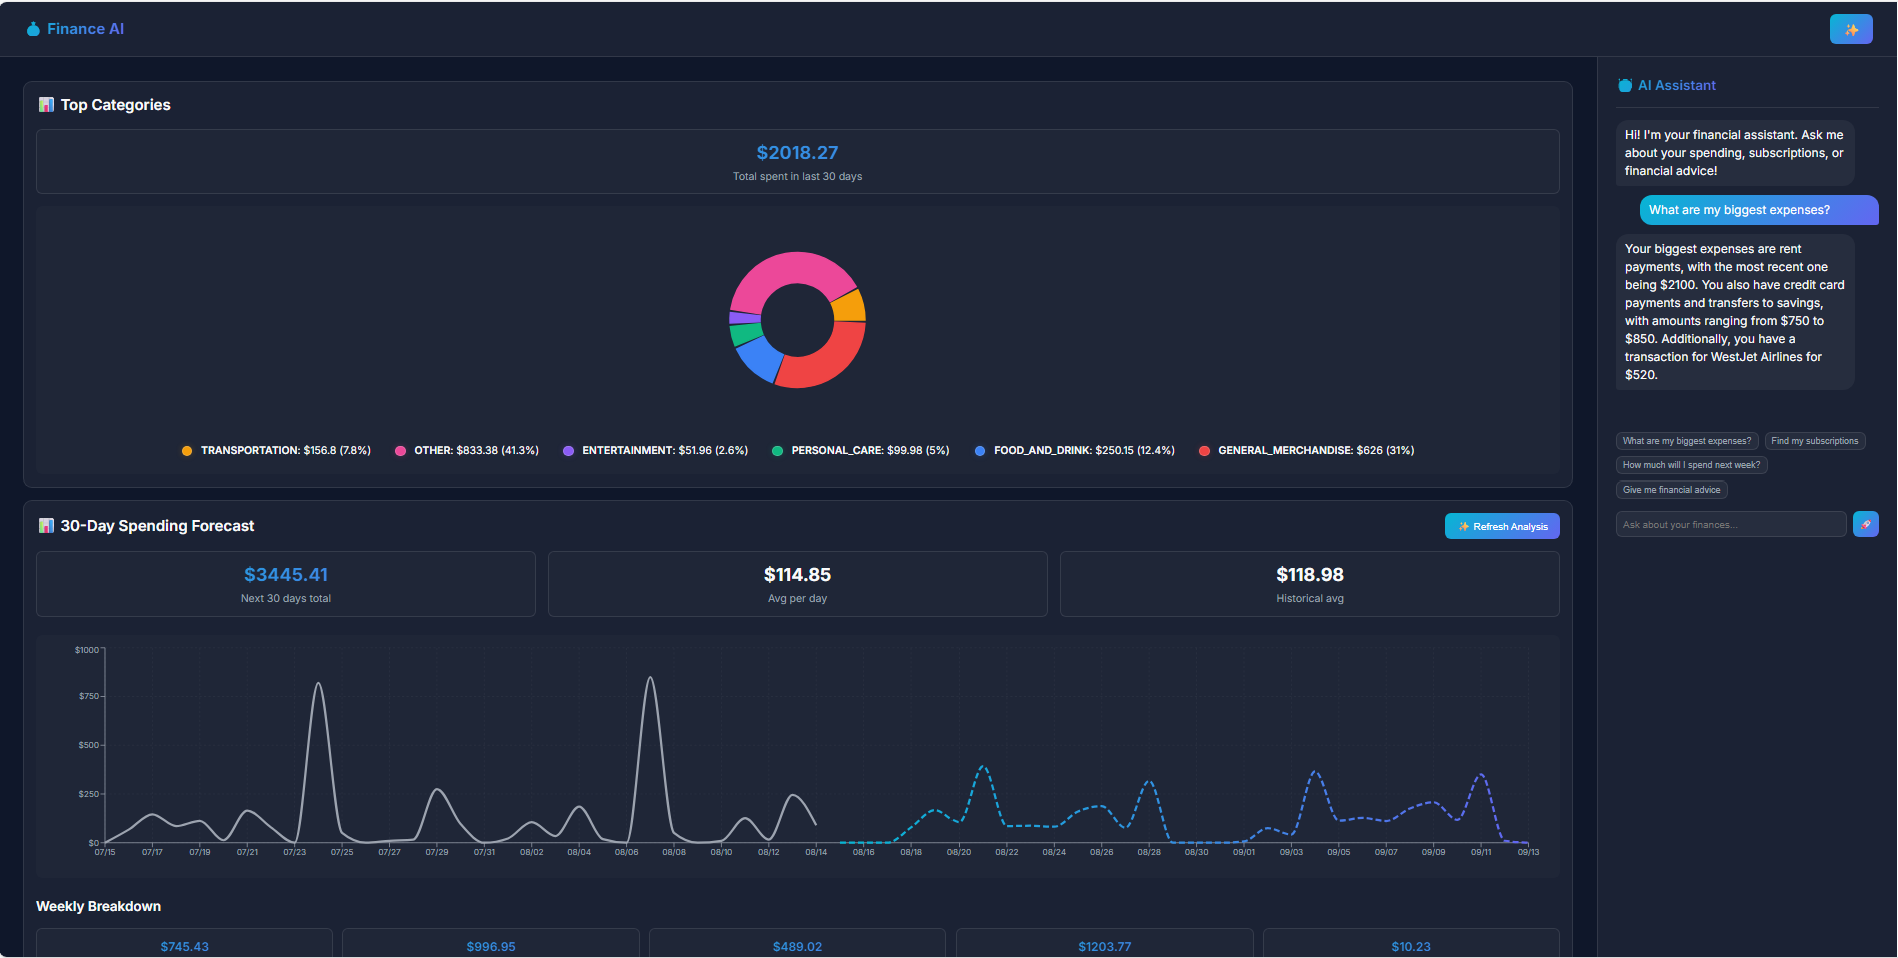 Finance AI
Top Categories
$2018.27
Total spent in last 30 days
TRANSPORTATION: $156.8 (7.8%)
OTHER: $833.38 (41.3%)
ENTERTAINMENT: $51.96 (2.6%)
PERSONAL_CARE: $99.98 (5%)
FOOD_AND_DRINK: $250.15 (12.4%)
GENERAL_MERCHANDISE: $626 (31%)
30-Day Spending Forecast
Refresh Analysis
$3445.41
Next 30 days total
$114.85
Avg per day
$118.98
Historical avg
$1000
$750
$500
$250
$0
07/15 07/17 07/19 07/21 07/23 07/25 07/27 07/29 07/31 08/02 08/04 08/06 08/08 08/10 08/12 08/14 08/16 08/18 08/20 08/22 08/24 08/26 08/28 08/30 09/01 09/03 09/05 09/07 09/09 09/11 09/13
Weekly Breakdown
$745.43
$996.95
$489.02
$1203.77
$10.23
AI Assistant
Hi! I'm your financial assistant. Ask me
about your spending, subscriptions, or
financial advice!
What are my biggest expenses?
Your biggest expenses are rent
payments, with the most recent one
being $2100. You also have credit card
payments and transfers to savings,
with amounts ranging from $750 to
$850. Additionally, you have a
transaction for WestJet Airlines for
$520.
What are my biggest expenses?
Find my subscriptions
How much will I spend next week?
Give me financial advice
Ask about your finances...